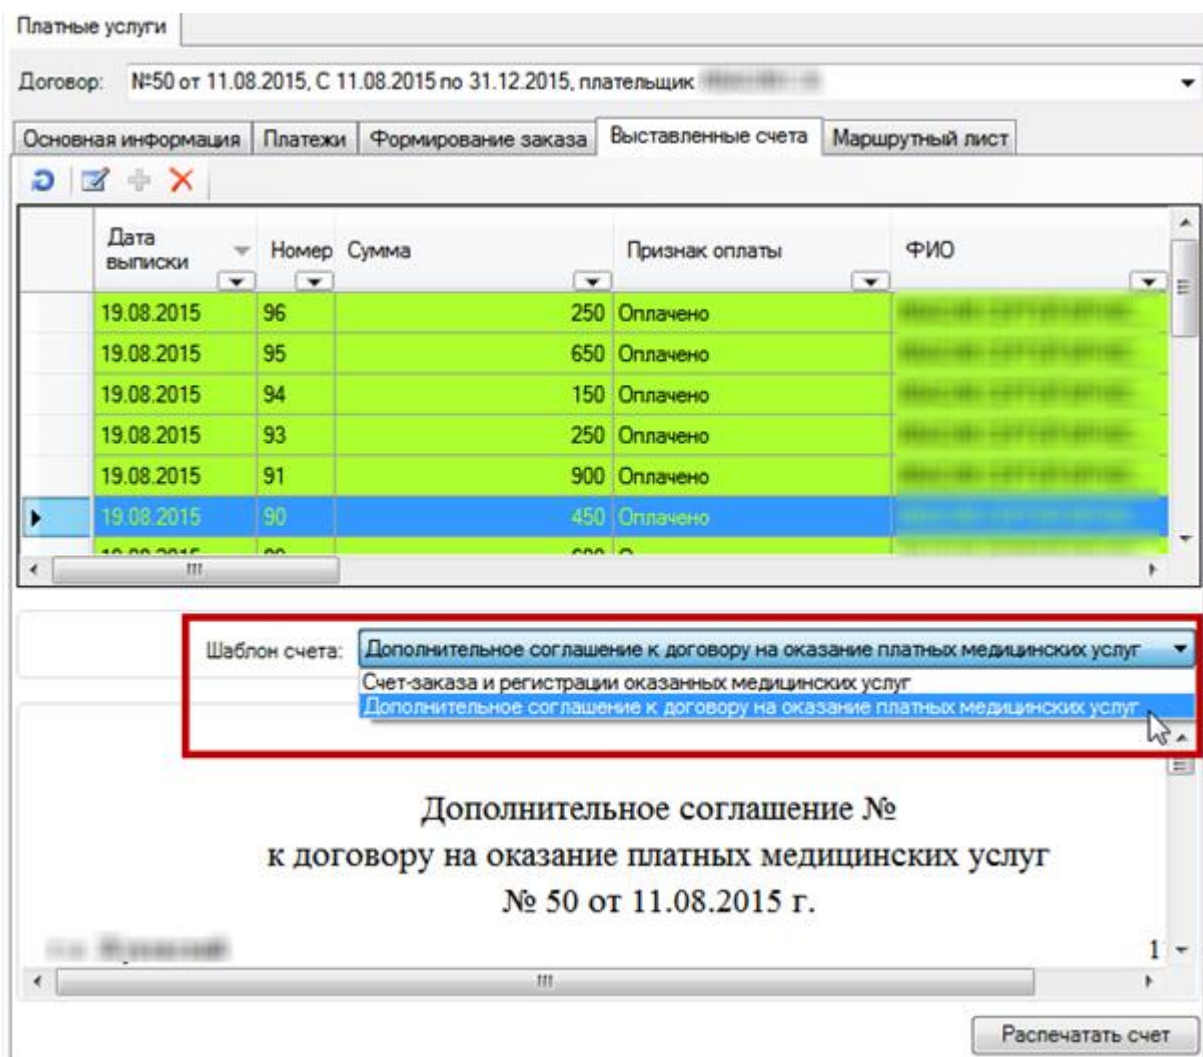 Платные услуги
Договор: №50 от 11.08.2015, С 11.08.2015 по 31.12.2015, плательщик
Основная информация Платежи Формирование заказа Выставленные счета Маршрутный лист
Дата выписки Номер Сумма Признак оплаты ФИО
19.08.2015 96 250 Оплачено
19.08.2015 95 650 Оплачено
19.08.2015 94 150 Оплачено
19.08.2015 93 250 Оплачено
19.08.2015 91 900 Оплачено
19.08.2015 90 450 Оплачено
Шаблон счета: Дополнительное соглашение к договору на оказание платных медицинских услуг
Счет-заказа и регистрации оказанных медицинских услуг
Дополнительное соглашение к договору на оказание платных медицинских услуг
Дополнительное соглашение №
к договору на оказание платных медицинских услуг
№ 50 от 11.08.2015 г.
Распечатать счет